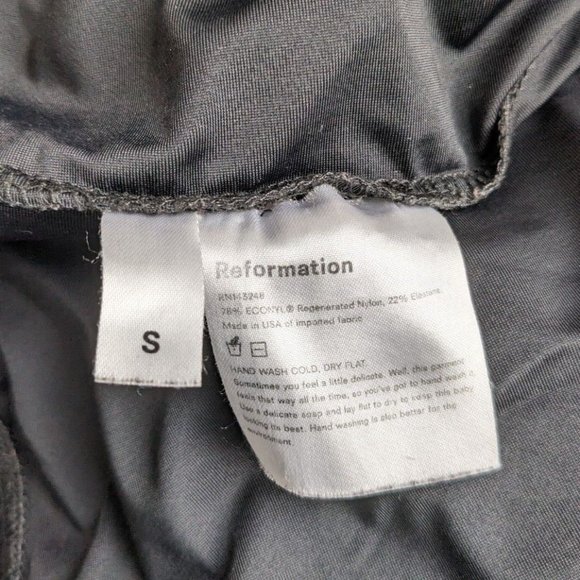 S
Reformation
RN143248
78% ECONYL® Regenerated Nylon, 22% Elastane
Made in USA of imported fabric
HAND WASH COLD, DRY FLAT
Sometimes you feel a little delicate. Well, this garment
feels that way all the time, so you've got to hand wash it.
Use a delicate soap and lay flat to dry to keep this baby
looking its best. Hand washing is also better for the
environment